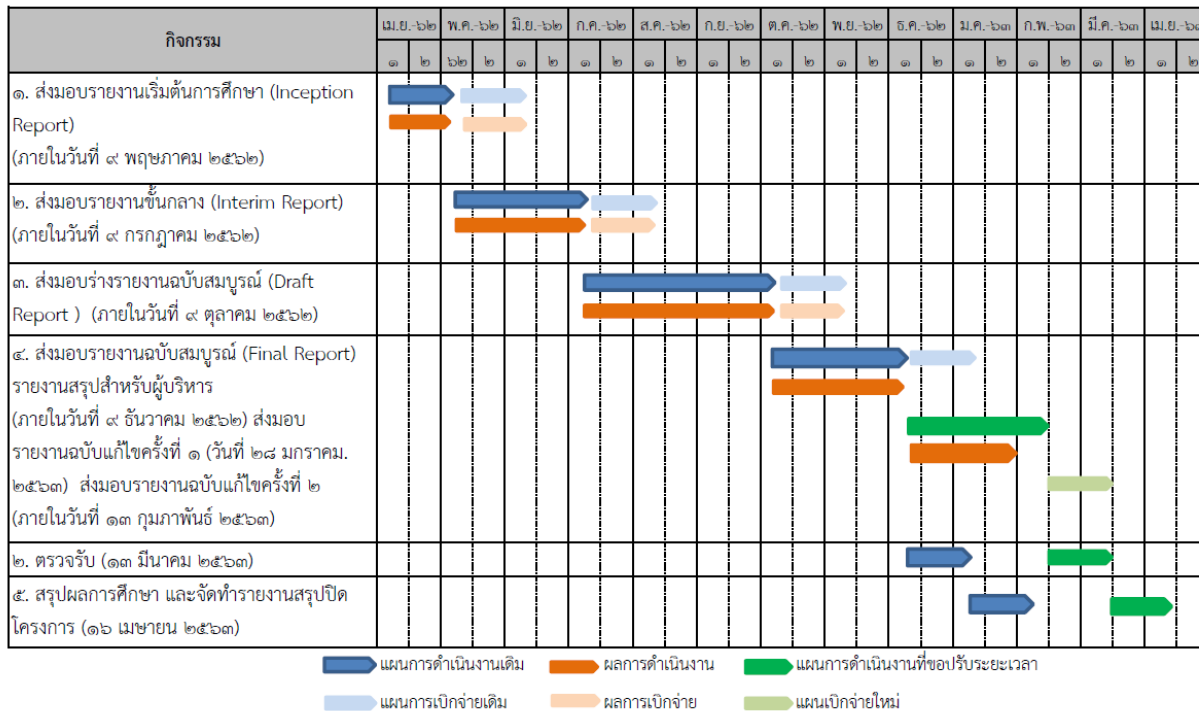 กิจกรรม
เม.ย.-๖๒ พ.ค.-๖๒ มิ.ย.-๖๒ ก.ค.-๖๒ ส.ค.-๖๒ ก.ย.-๖๒ ต.ค.-๖๒ พ.ย.-๖๒ ธ.ค.-๖๒ ม.ค.-๖๓ ก.พ.-๖๓ มี.ค.-๖๓ เม.ย.-๖๓
๑ ๒ ๖๒ ๒ ๑ ๒ ๑ ๒ ๑ ๒ ๑ ๒ ๑ ๒ ๑ ๒ ๑ ๒ ๑ ๒ ๑ ๒ ๑ ๒ ๑ ๒
๑. ส่งมอบรายงานเริ่มต้นการศึกษา (Inception
Report)
(ภายในวันที่ ๙ พฤษภาคม ๒๕๖๒)
๒. ส่งมอบรายงานขั้นกลาง (Interim Report)
(ภายในวันที่ ๙ กรกฎาคม ๒๕๖๒)
๓. ส่งมอบร่างรายงานฉบับสมบูรณ์ (Draft
Report ) (ภายในวันที่ ๙ ตุลาคม ๒๕๖๒)
๔. ส่งมอบรายงานฉบับสมบูรณ์ (Final Report)
รายงานสรุปสำหรับผู้บริหาร
(ภายในวันที่ ๙ ธันวาคม ๒๕๖๒) ส่งมอบ
รายงานฉบับแก้ไขครั้งที่ ๑ (วันที่ ๒๘ มกราคม.
๒๕๖๓) ส่งมอบรายงานฉบับแก้ไขครั้งที่ ๒
(ภายในวันที่ ๑๓ กุมภาพันธ์ ๒๕๖๓)
๒. ตรวจรับ (๑๓ มีนาคม ๒๕๖๓)
๕. สรุปผลการศึกษา และจัดทำรายงานสรุปปิด
โครงการ (๑๖ เมษายน ๒๕๖๓)
แผนการดำเนินงานเดิม ผลการดำเนินงาน แผนการดำเนินงานที่ขอปรับระยะเวลา
แผนการเบิกจ่ายเดิม ผลการเบิกจ่าย แผนเบิกจ่ายใหม่